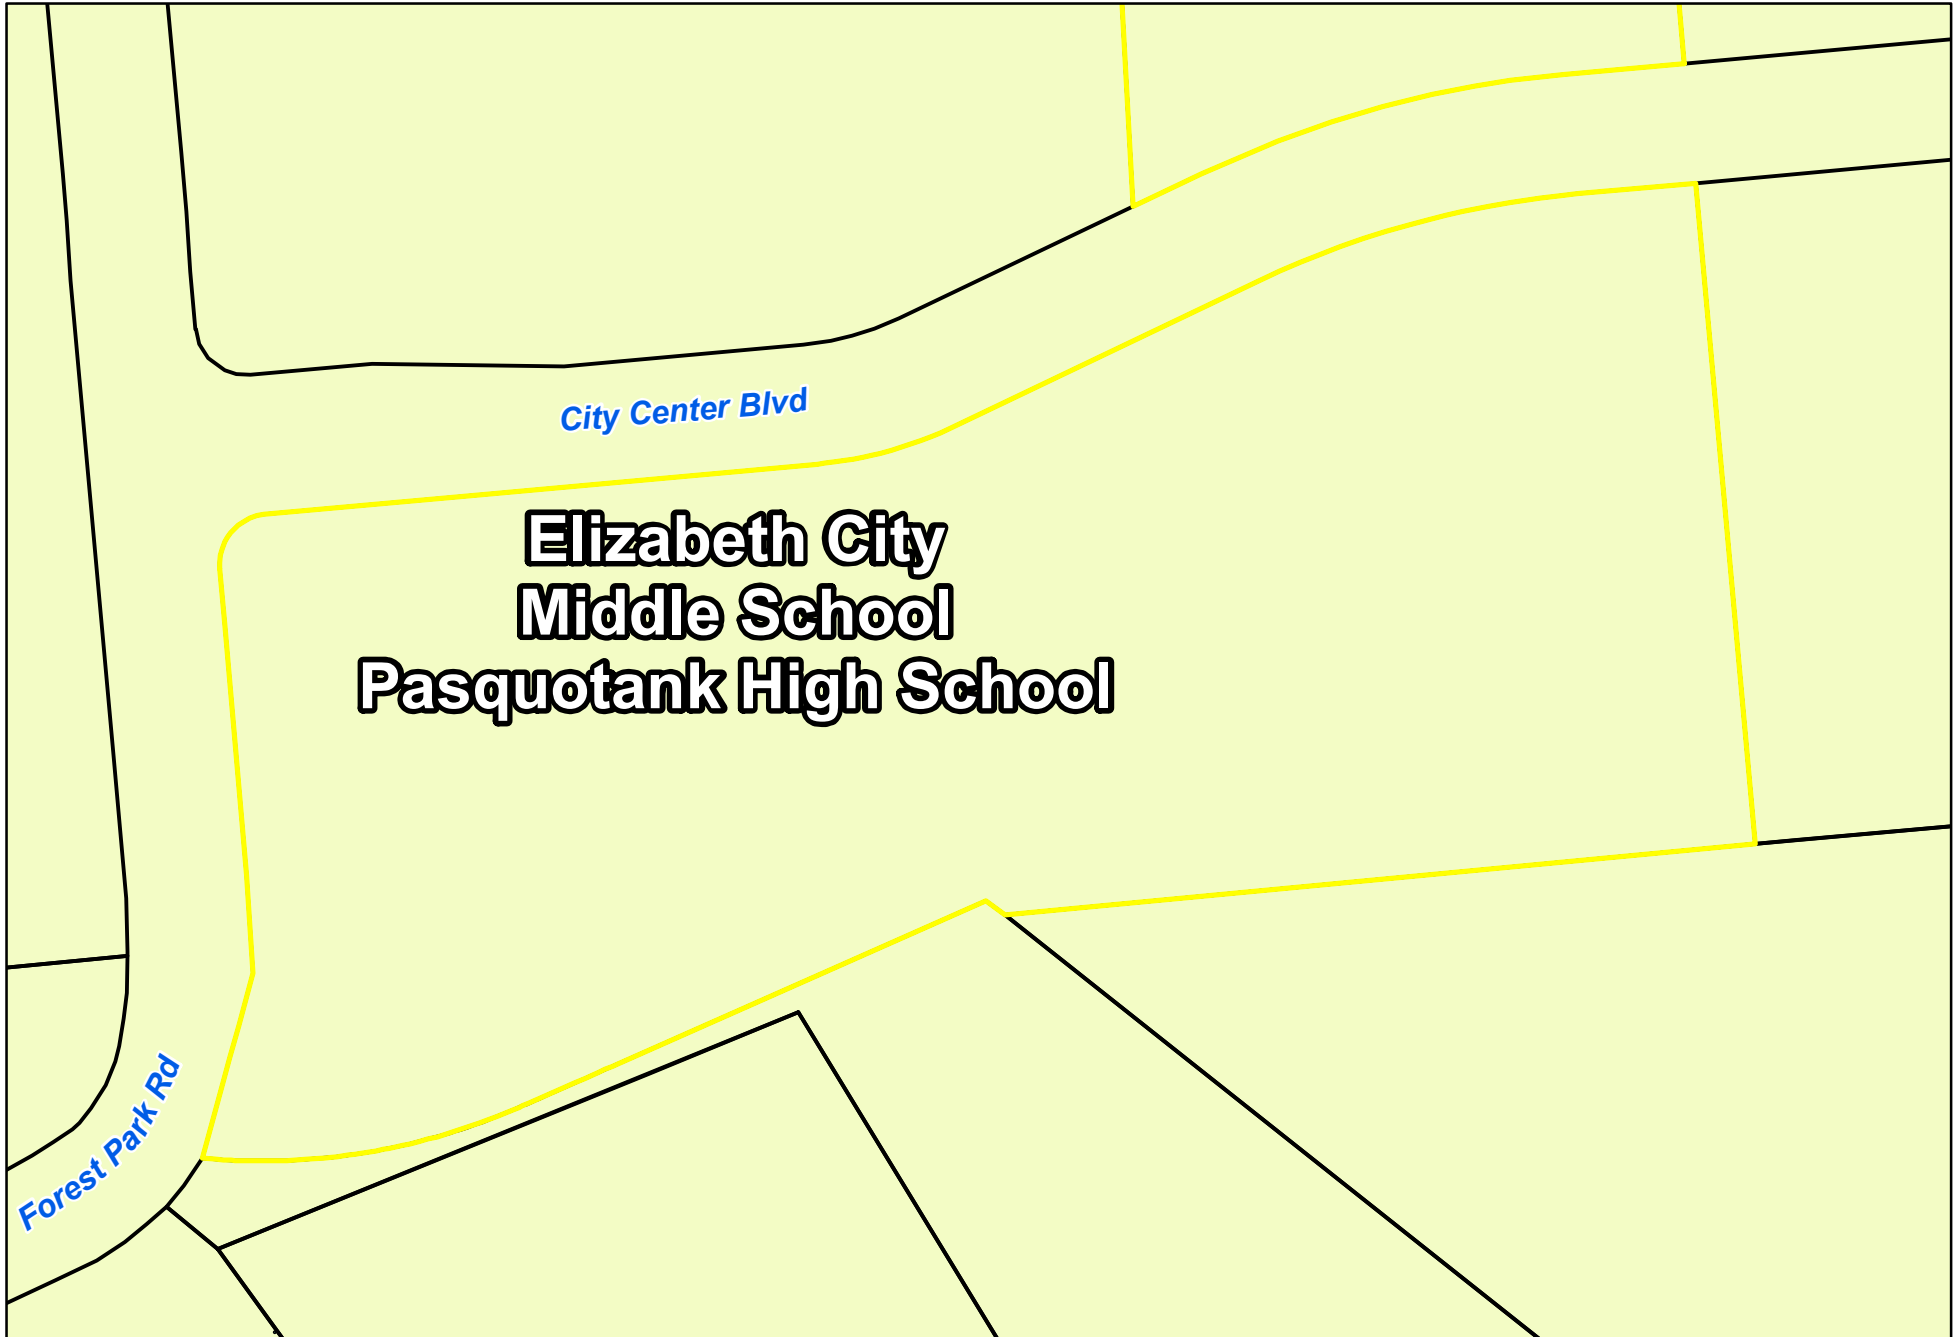 City Center Blvd
Elizabeth City
Middle School
Pasquotank High School
Forest Park Rd